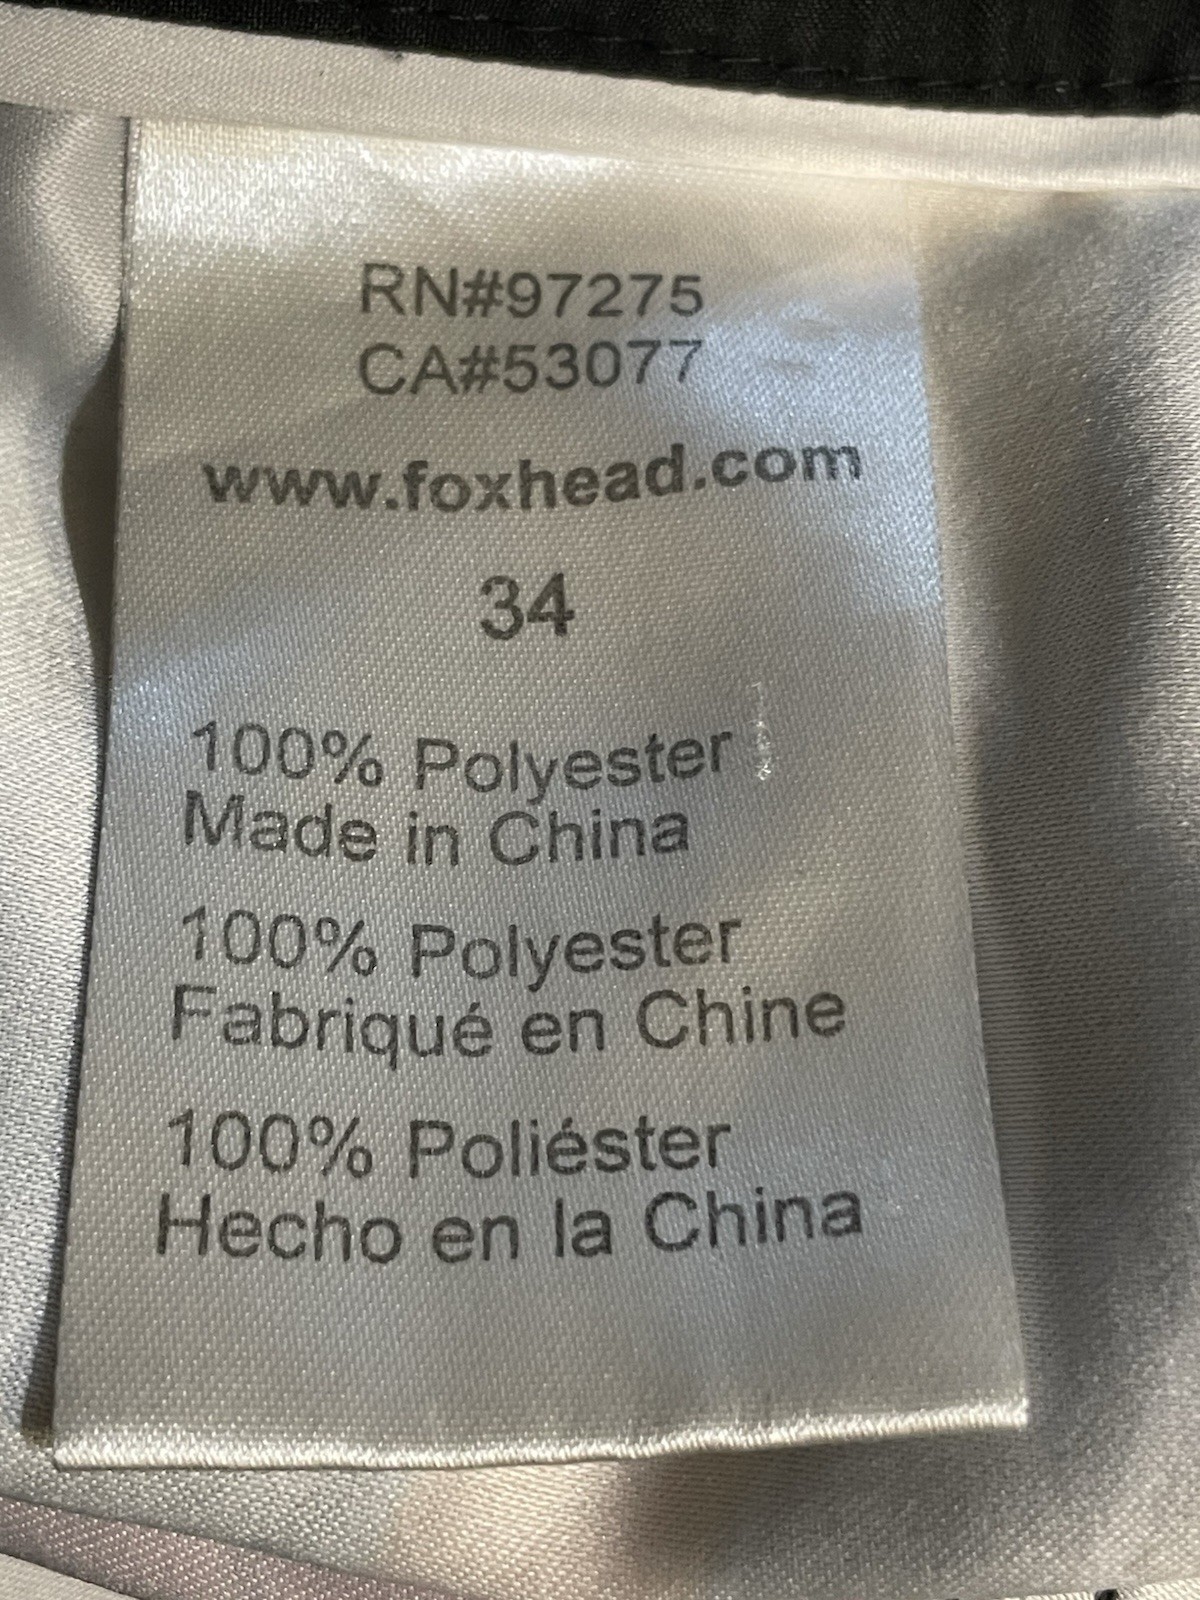 RN#97275
CA#53077
www.foxhead.com
34
100% Polyester
Made in China
100% Polyester
Fabriqué en Chine
100% Poliéster
Hecho en la China